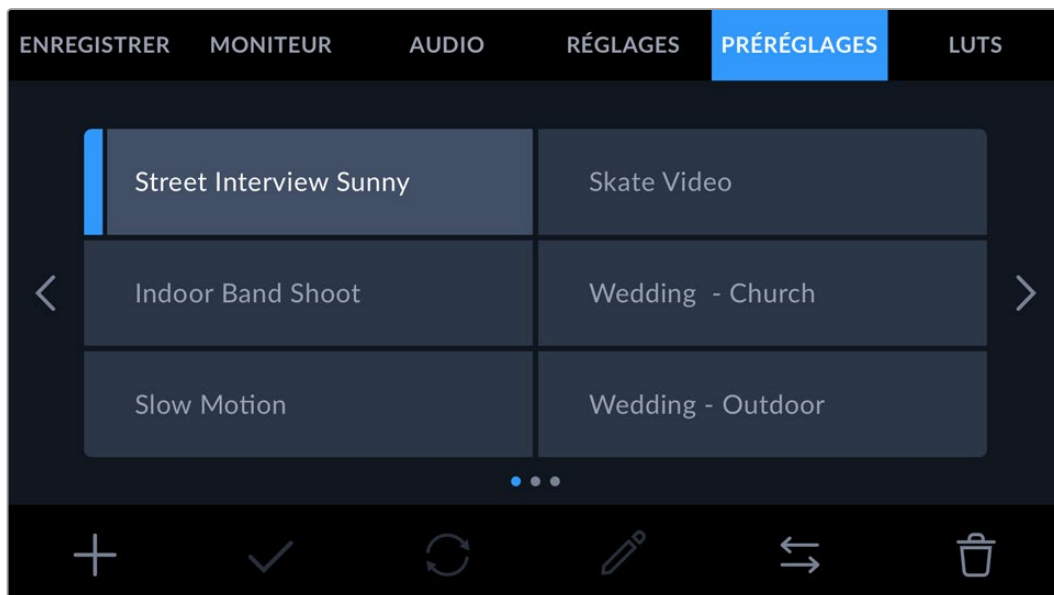 ENREGISTRER MONITEUR AUDIO RÉGLAGES PRÉRÉGLAGES LUTS
Street Interview Sunny Skate Video
Indoor Band Shoot Wedding - Church
Slow Motion Wedding - Outdoor